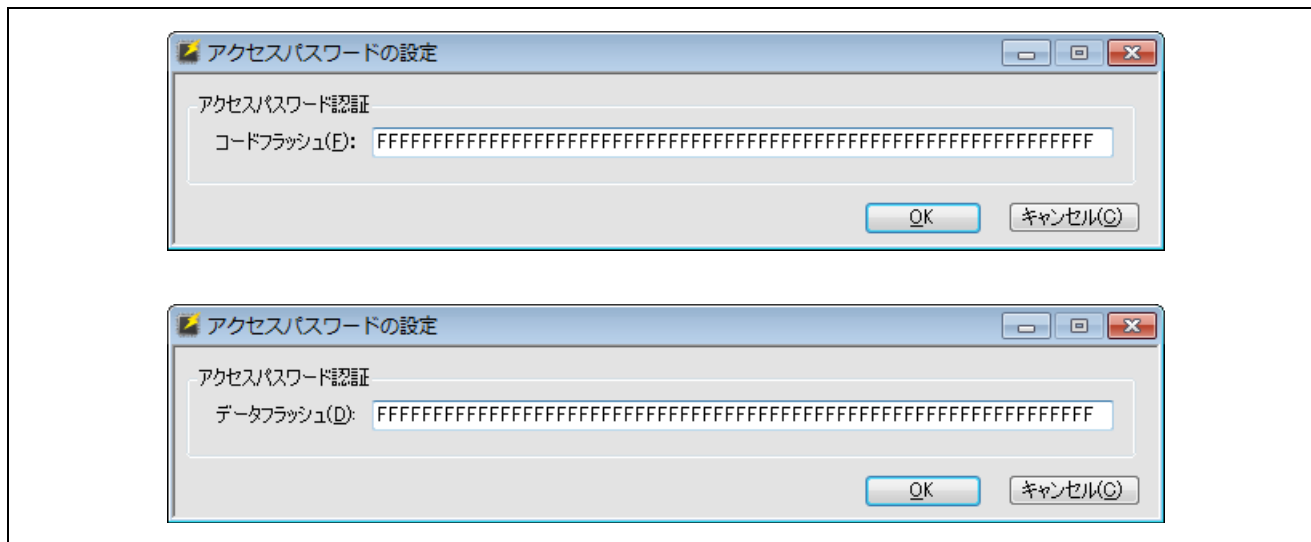 アクセスパスワードの設定
アクセスパスワード認証
コードフラッシュ(F): FFFFFFFFFFFFFFFFFFFFFFFFFFFFFFFFFFFFFFFFFFFFFFFFFFFFFFFFFFFFFFFF
OK キャンセル(C)
アクセスパスワードの設定
アクセスパスワード認証
データフラッシュ(D): FFFFFFFFFFFFFFFFFFFFFFFFFFFFFFFFFFFFFFFFFFFFFFFFFFFFFFFFFFFFFFFF
OK キャンセル(C)